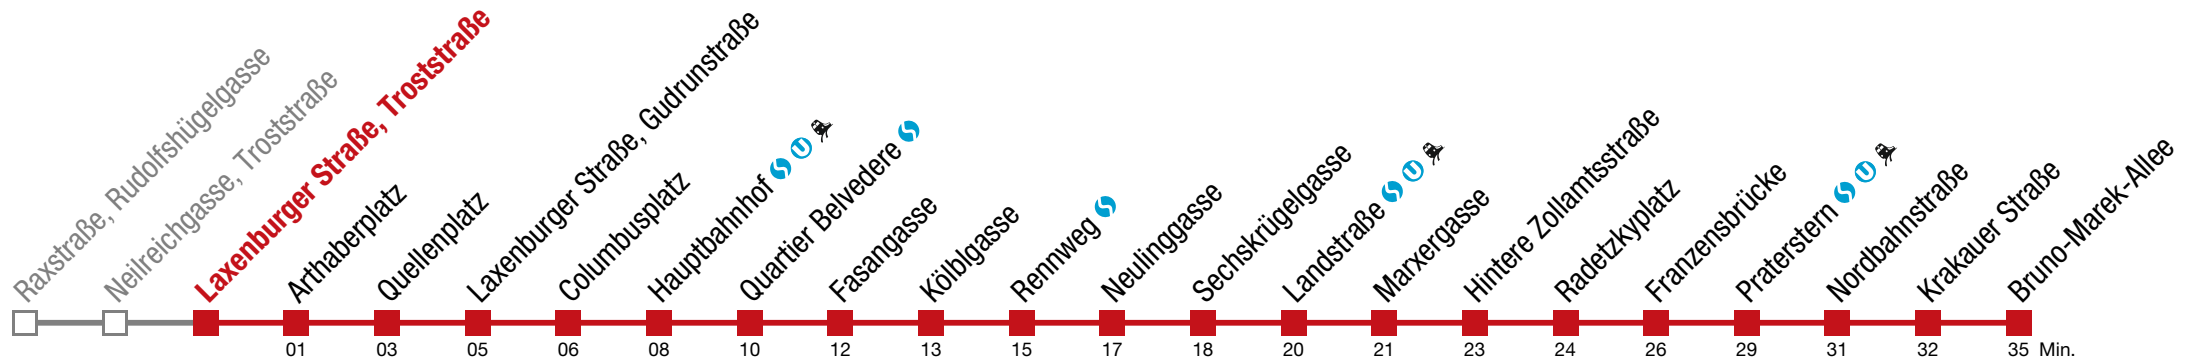 Raxstraße, Rudolfshügelgasse
Neilreichgasse, Troststraße
Laxenburger Straße, Troststraße
Arthaberplatz
Quellenplatz
Laxenburger Straße, Gudrunstraße
Columbusplatz
Hauptbahnhof S U
Quartier Belvedere S
Fasangasse
Kölblgasse
Rennweg S
Neulinggasse
Sechskrügelgasse
Landstraße S U
Marxergasse
Hintere Zollamtsstraße
Radetzkyplatz
Franzensbrücke
Praterstern S U
Nordbahnstraße
Krakauer Straße
Bruno-Marek-Allee
01 03 05 06 08 10 12 13 15 17 18 20 21 23 24 26 29 31 32 35 Min.